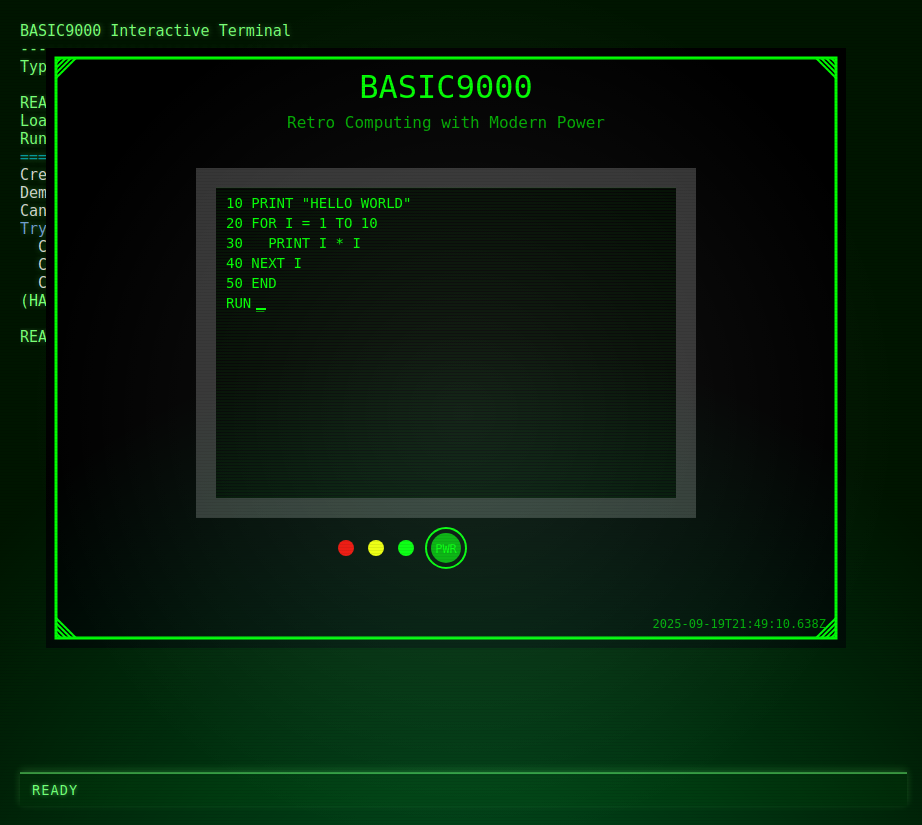 BASIC9000 Interactive Terminal
---
Typ
REA
Loa
Run
===
Cre
Dem
Can
Try
C
C
C
(HA
REA
BASIC9000
Retro Computing with Modern Power
10 PRINT "HELLO WORLD"
20 FOR I = 1 TO 10
30   PRINT I * I
40 NEXT I
50 END
RUN _
PWR
2025-09-19T21:49:10.638Z
READY